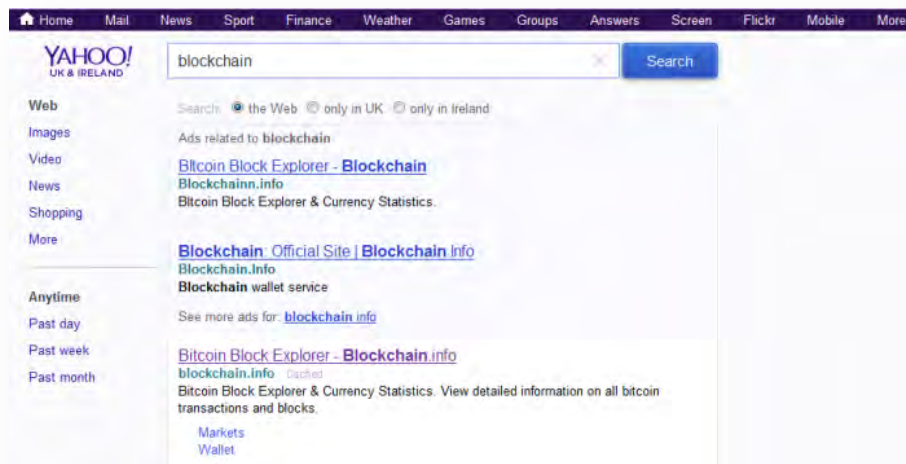 Home Mail News Sport Finance Weather Games Groups Answers Screen Flickr Mobile More
YAHOO!
UK & IRELAND
blockchain
Search
Web
Images
Video
News
Shopping
More
Anytime
Past day
Past week
Past month
Search: the Web only in UK only in Ireland
Ads related to blockchain
BItcoin Block Explorer - Blockchain
Blockchainn.info
BItcoin Block Explorer & Currency Statistics.
Blockchain: Official Site | Blockchain Info
Blockchain.Info
Blockchain wallet service
See more ads for: blockchain info
Bitcoin Block Explorer - Blockchain.info
blockchain.info Cached
Bitcoin Block Explorer & Currency Statistics. View detailed information on all bitcoin
transactions and blocks.
Markets
Wallet